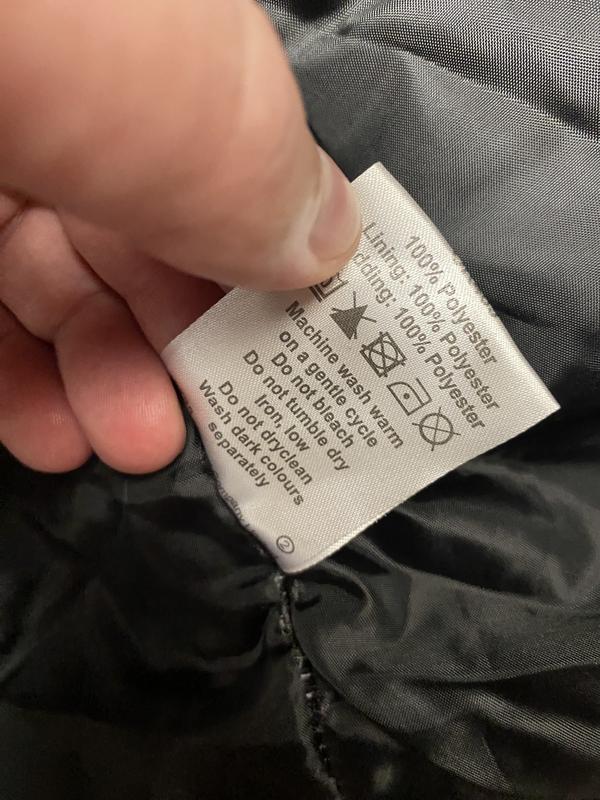 100% Polyester
Lining: 100% Polyester
dding: 100% Polyester
Machine wash warm
on a gentle cycle
Do not bleach
Do not tumble dry
Iron, low
Do not dryclean
Wash dark colours
separately
2